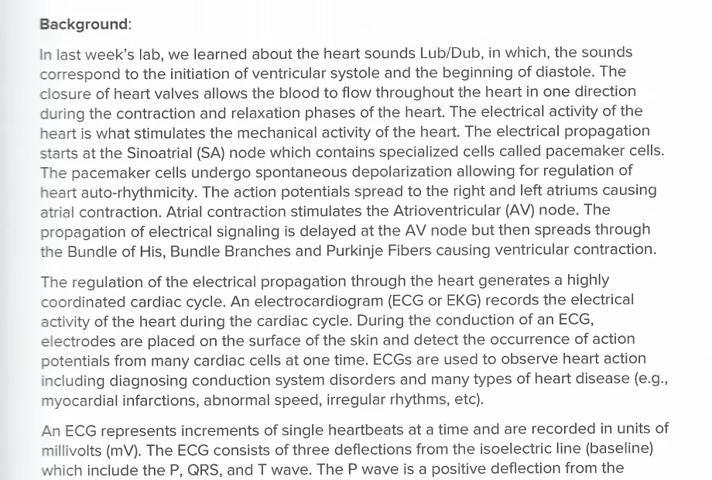 Background:
In last week's lab, we learned about the heart sounds Lub/Dub, in which, the sounds
correspond to the initiation of ventricular systole and the beginning of diastole. The
closure of heart valves allows the blood to flow throughout the heart in one direction
during the contraction and relaxation phases of the heart. The electrical activity of the
heart is what stimulates the mechanical activity of the heart. The electrical propagation
starts at the Sinoatrial (SA) node which contains specialized cells called pacemaker cells.
The pacemaker cells undergo spontaneous depolarization allowing for regulation of
heart auto-rhythmicity. The action potentials spread to the right and left atriums causing
atrial contraction. Atrial contraction stimulates the Atrioventricular (AV) node. The
propagation of electrical signaling is delayed at the AV node but then spreads through
the Bundle of His, Bundle Branches and Purkinje Fibers causing ventricular contraction.
The regulation of the electrical propagation through the heart generates a highly
coordinated cardiac cycle. An electrocardiogram (ECG or EKG) records the electrical
activity of the heart during the cardiac cycle. During the conduction of an ECG,
electrodes are placed on the surface of the skin and detect the occurrence of action
potentials from many cardiac cells at one time. ECGs are used to observe heart action
including diagnosing conduction system disorders and many types of heart disease (e.g.,
myocardial infarctions, abnormal speed, irregular rhythms, etc).
An ECG represents increments of single heartbeats at a time and are recorded in units of
millivolts (mV). The ECG consists of three deflections from the isoelectric line (baseline)
which include the P, QRS, and T wave. The P wave is a positive deflection from the